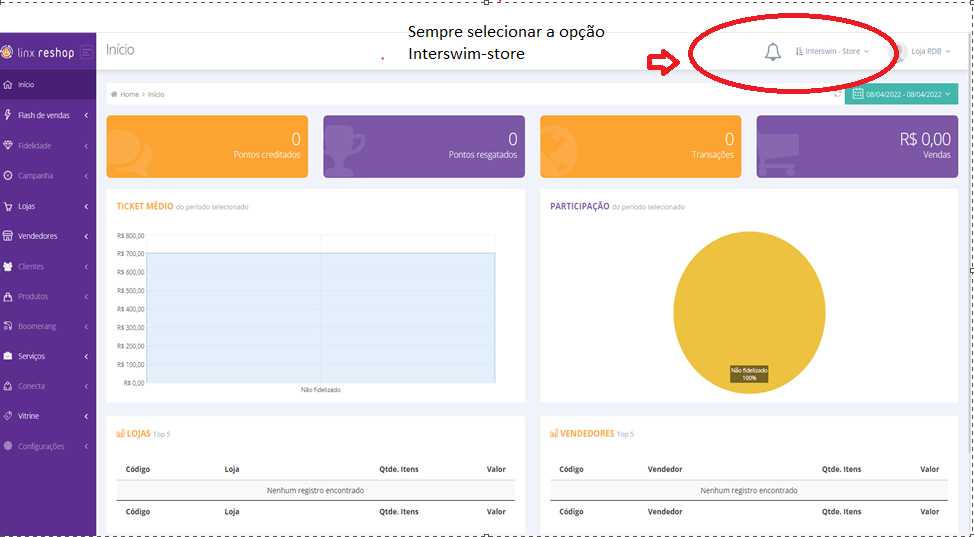 Sempre selecionar a opção
Interswim-store
linx reshop
Início
Interswin - Store
Loja RDB
Início
Flash de vendas
Fidelidade
Campanha
Lojas
Vendedores
Clientes
Produtos
Boomerang
Serviços
Conecta
Vitrine
Configurações
Home > Início
08/04/2022 - 08/04/2022
0
Pontos creditados
0
Pontos resgatados
0
Transações
R$ 0,00
Vendas
TICKET MÉDIO do período selecionado
R$ 800,00
R$ 700,00
R$ 600,00
R$ 500,00
R$ 400,00
R$ 300,00
R$ 200,00
R$ 100,00
R$ 0,00
Não fidelizado
PARTICIPAÇÃO do período selecionado
Não fidelizado
100%
LOJAS Top 5
Código Loja Qtde. Itens Valor
Nenhum registro encontrado
Código Loja Qtde. Itens Valor
VENDEDORES Top 5
Código Vendedor Qtde. Itens Valor
Nenhum registro encontrado
Código Vendedor Qtde. Itens Valor